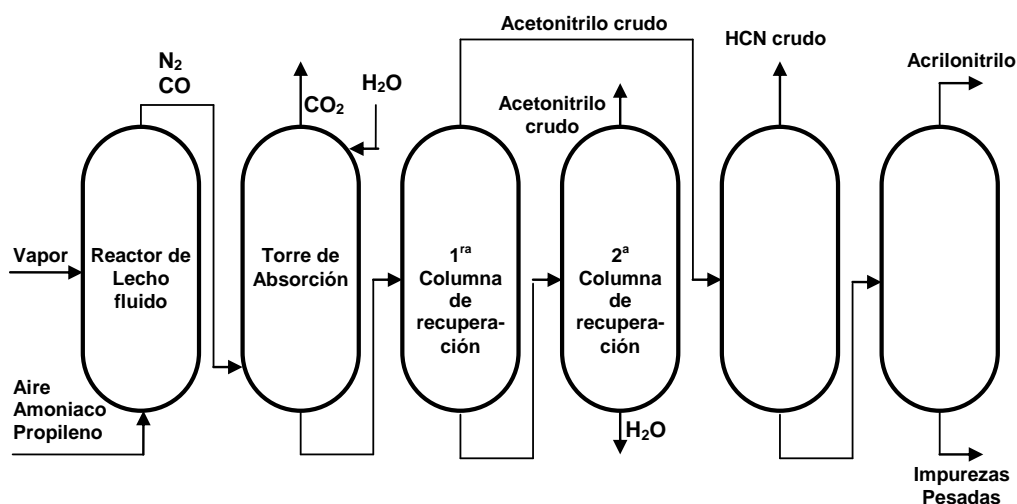 Acetonitrilo crudo
HCN crudo
Acrilonitrilo
N₂
CO
CO₂
H₂O
Acetonitrilo
crudo
Vapor
Reactor de
Lecho
fluido
Torre de
Absorción
1ʳᵃ
Columna
de
recupera-
ción
2ª
Columna
de
recupera-
ción
Aire
Amoniaco
Propileno
H₂O
Impurezas
Pesadas